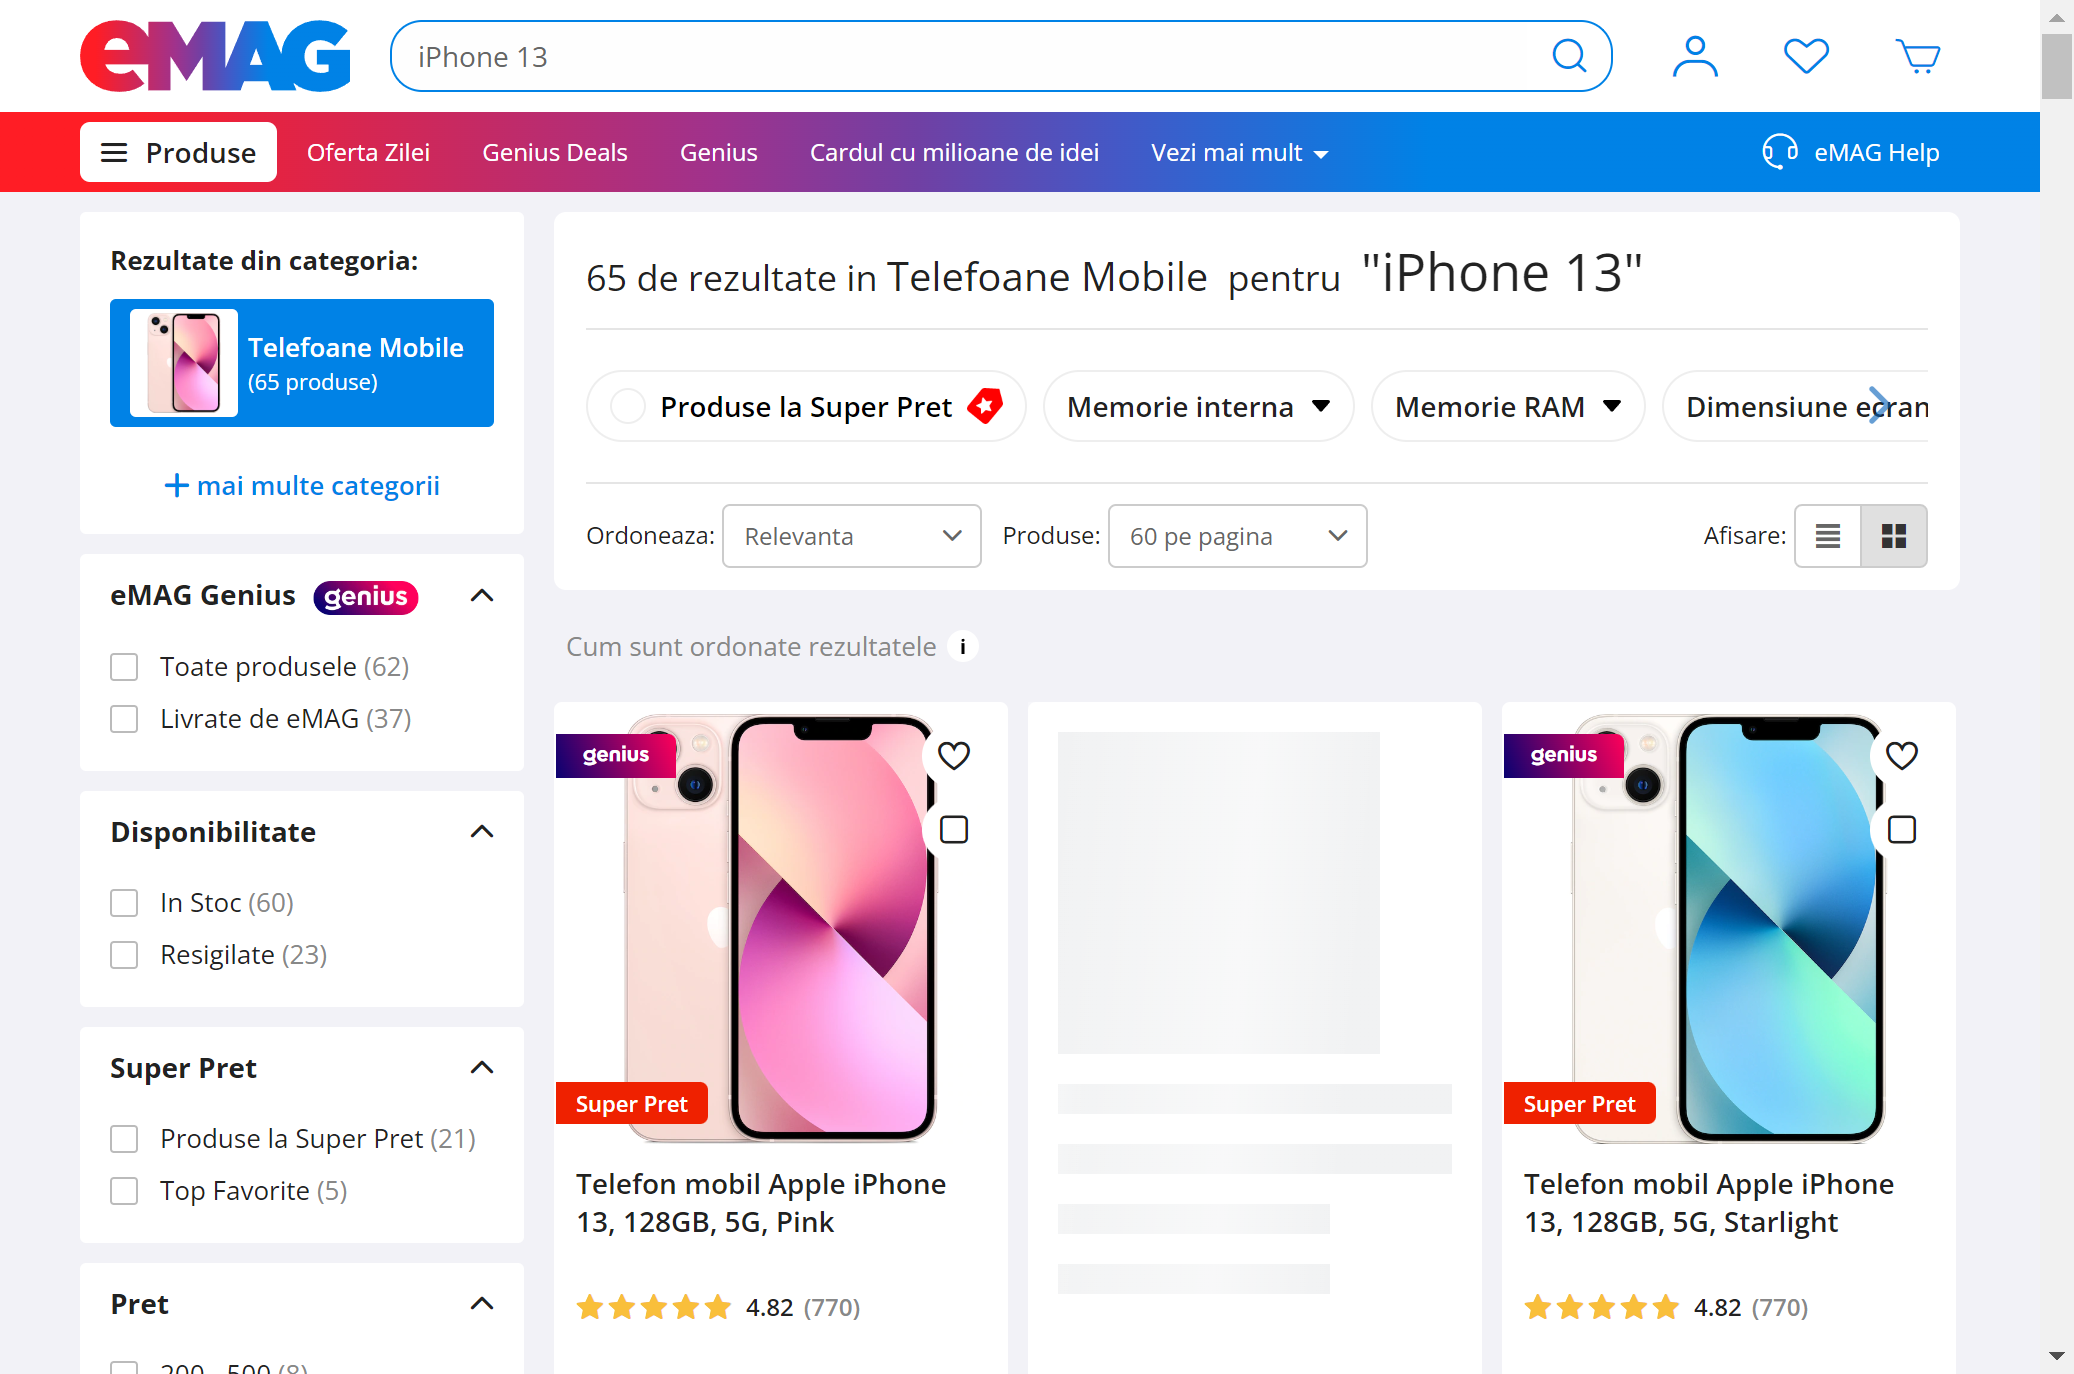 eMAG
iPhone 13
Produse
Oferta Zilei
Genius Deals
Genius
Cardul cu milioane de idei
Vezi mai mult
eMAG Help
Rezultate din categoria:
Telefoane Mobile
(65 produse)
+ mai multe categorii
eMAG Genius genius
Toate produsele (62)
Livrate de eMAG (37)
Disponibilitate
In Stoc (60)
Resigilate (23)
Super Pret
Produse la Super Pret (21)
Top Favorite (5)
Pret
200 - 500 (8)
65 de rezultate in Telefoane Mobile pentru "iPhone 13"
Produse la Super Pret
Memorie interna
Memorie RAM
Dimensiune ecran
Ordoneaza: Relevanta
Produse: 60 pe pagina
Afisare:
Cum sunt ordonate rezultatele i
genius
Super Pret
Telefon mobil Apple iPhone
13, 128GB, 5G, Pink
4.82 (770)
genius
Super Pret
Telefon mobil Apple iPhone
13, 128GB, 5G, Starlight
4.82 (770)